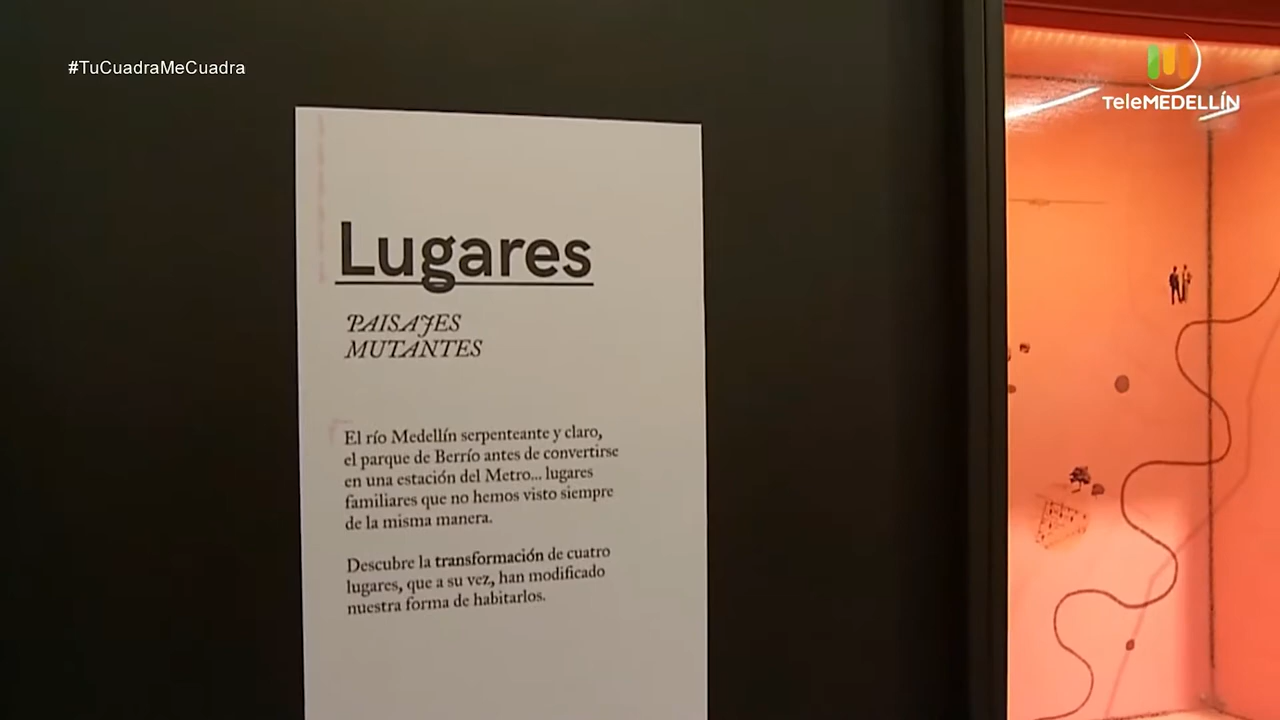 #TuCuadraMeCuadra
TeleMEDELLÍN
Lugares
PAISAJES
MUTANTES
El río Medellín serpenteante y claro,
el parque de Berrío antes de convertirse
en una estación del Metro... lugares
familiares que no hemos visto siempre
de la misma manera.
Descubre la transformación de cuatro
lugares, que a su vez, han modificado
nuestra forma de habitarlos.